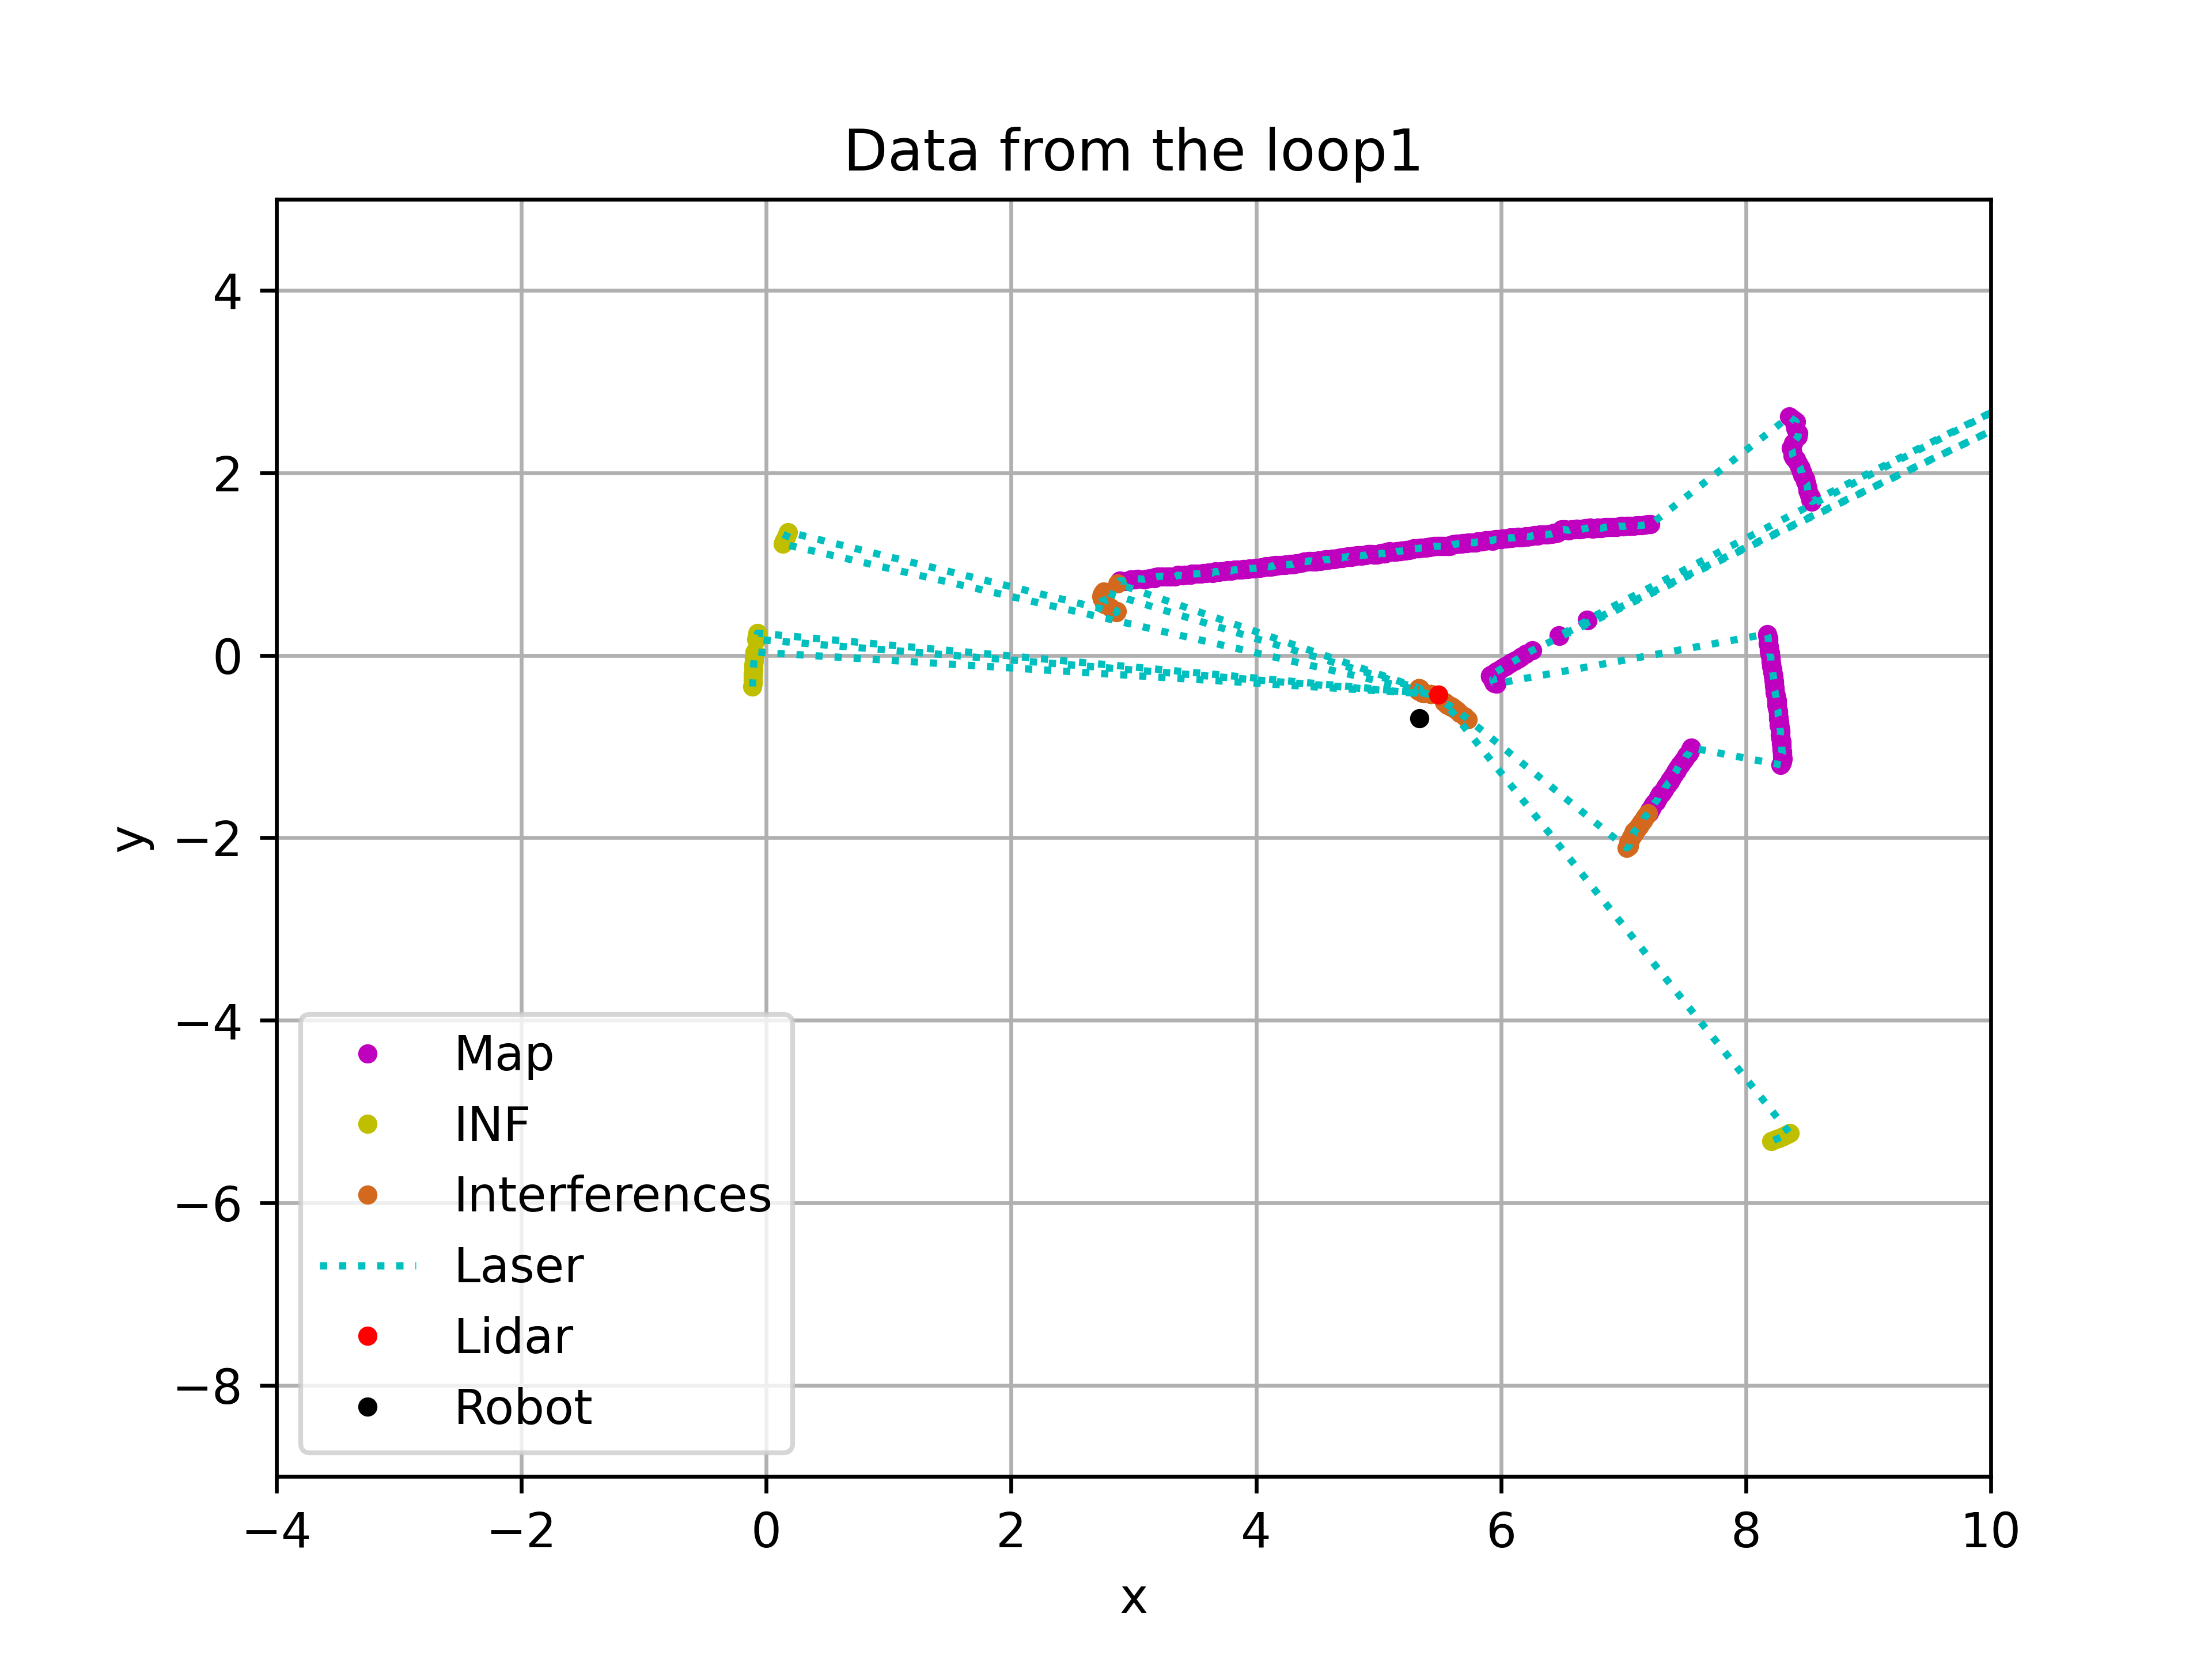 Data from the loop1
4
2
0
−2
−4
−6
−8
y
Map
INF
Interferences
Laser
Lidar
Robot
−4 −2 0 2 4 6 8 10
x